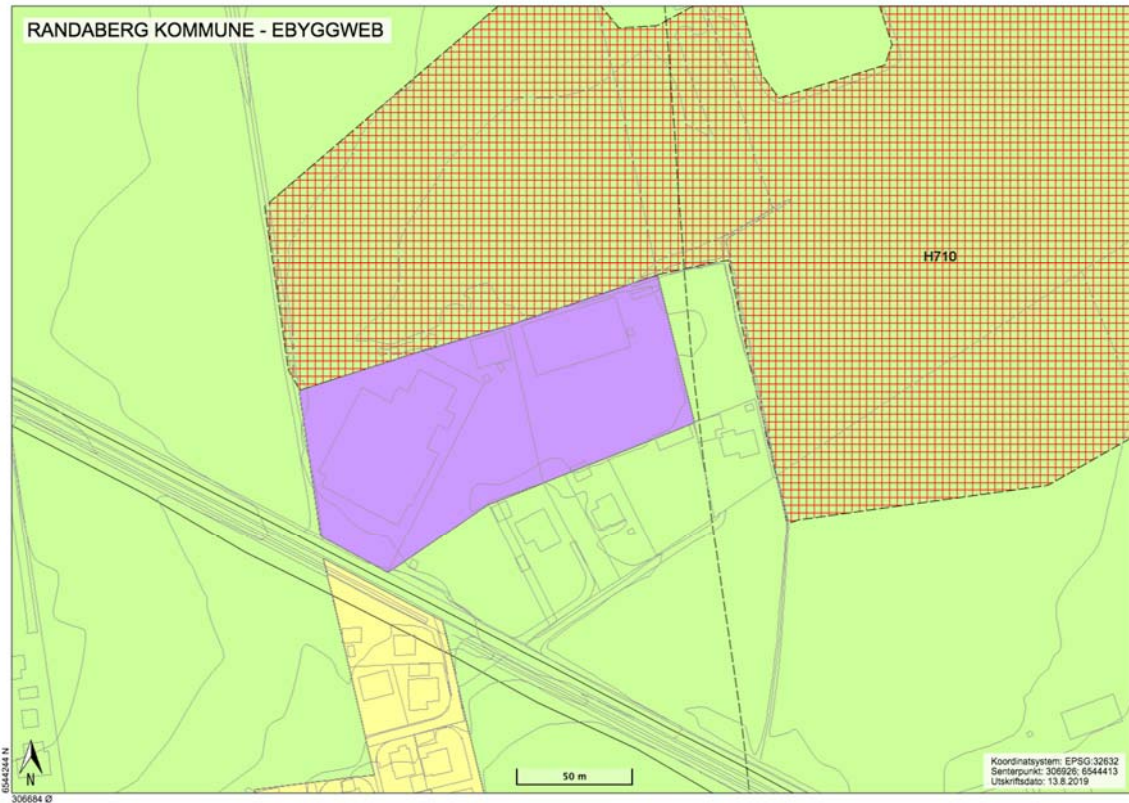 RANDABERG KOMMUNE - EBYGGWEB
H710
50 m
N
6544244 N
306684 Ø
Koordinatsystem: EPSG:32632
Senterpunkt: 306926; 6544413
Utskriftsdato: 13.8.2019